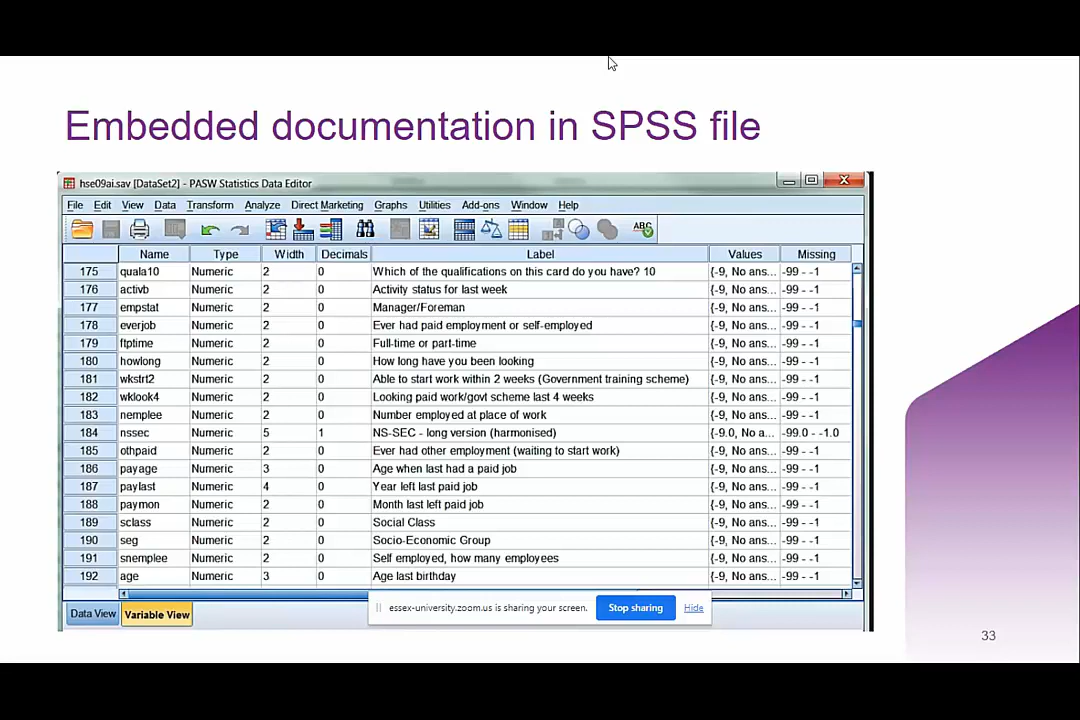 Embedded documentation in SPSS file
hse09ai.sav [DataSet2] - PASW Statistics Data Editor
File Edit View Data Transform Analyze Direct Marketing Graphs Utilities Add-ons Window Help
ABC
Name Type Width Decimals Label Values Missing
175 quala10 Numeric 2 0 Which of the qualifications on this card do you have? 10 {-9, No ans... -99 - -1
176 activb Numeric 2 0 Activity status for last week {-9, No ans... -99 - -1
177 empstat Numeric 2 0 Manager/Foreman {-9, No ans... -99 - -1
178 everjob Numeric 2 0 Ever had paid employment or self-employed {-9, No ans... -99 - -1
179 ftptime Numeric 2 0 Full-time or part-time {-9, No ans... -99 - -1
180 howlong Numeric 2 0 How long have you been looking {-9, No ans... -99 - -1
181 wkstrt2 Numeric 2 0 Able to start work within 2 weeks (Government training scheme) {-9, No ans... -99 - -1
182 wklook4 Numeric 2 0 Looking paid work/govt scheme last 4 weeks {-9, No ans... -99 - -1
183 nemplee Numeric 2 0 Number employed at place of work {-9, No ans... -99 - -1
184 nssec Numeric 5 1 NS-SEC - long version (harmonised) {-9.0, No a... -99.0 - -1.0
185 othpaid Numeric 2 0 Ever had other employment (waiting to start work) {-9, No ans... -99 - -1
186 payage Numeric 3 0 Age when last had a paid job {-9, No ans... -99 - -1
187 paylast Numeric 4 0 Year left last paid job {-9, No ans... -99 - -1
188 paymon Numeric 2 0 Month last left paid job {-9, No ans... -99 - -1
189 sclass Numeric 2 0 Social Class {-9, No ans... -99 - -1
190 seg Numeric 2 0 Socio-Economic Group {-9, No ans... -99 - -1
191 snemplee Numeric 2 0 Self employed, how many employees {-9, No ans... -99 - -1
192 age Numeric 3 0 Age last birthday {-9, No ans... -99 - -1
essex-university.zoom.us is sharing your screen. Stop sharing Hide
Data View Variable View
33